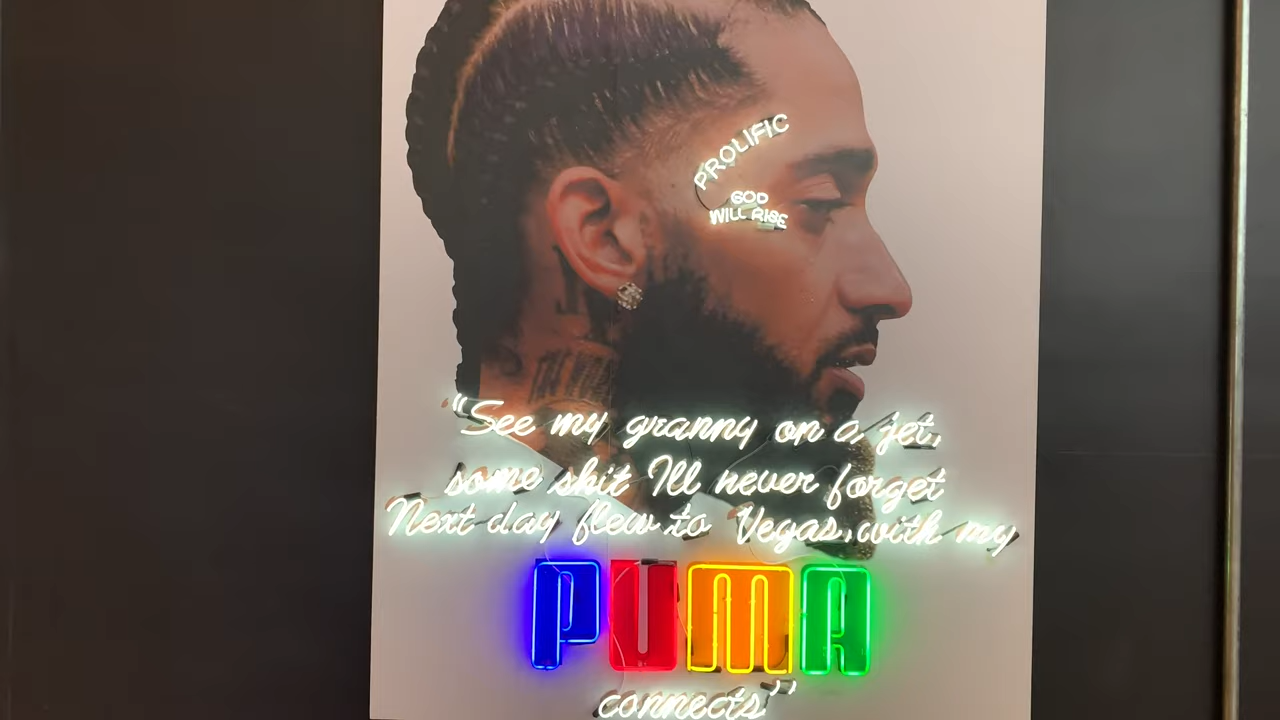 PROLIFIC
GOD
WILL RISE
"See my granny on a jet,
some shit I'll never forget
Next day flew to Vegas, with my
PUMA
connects"